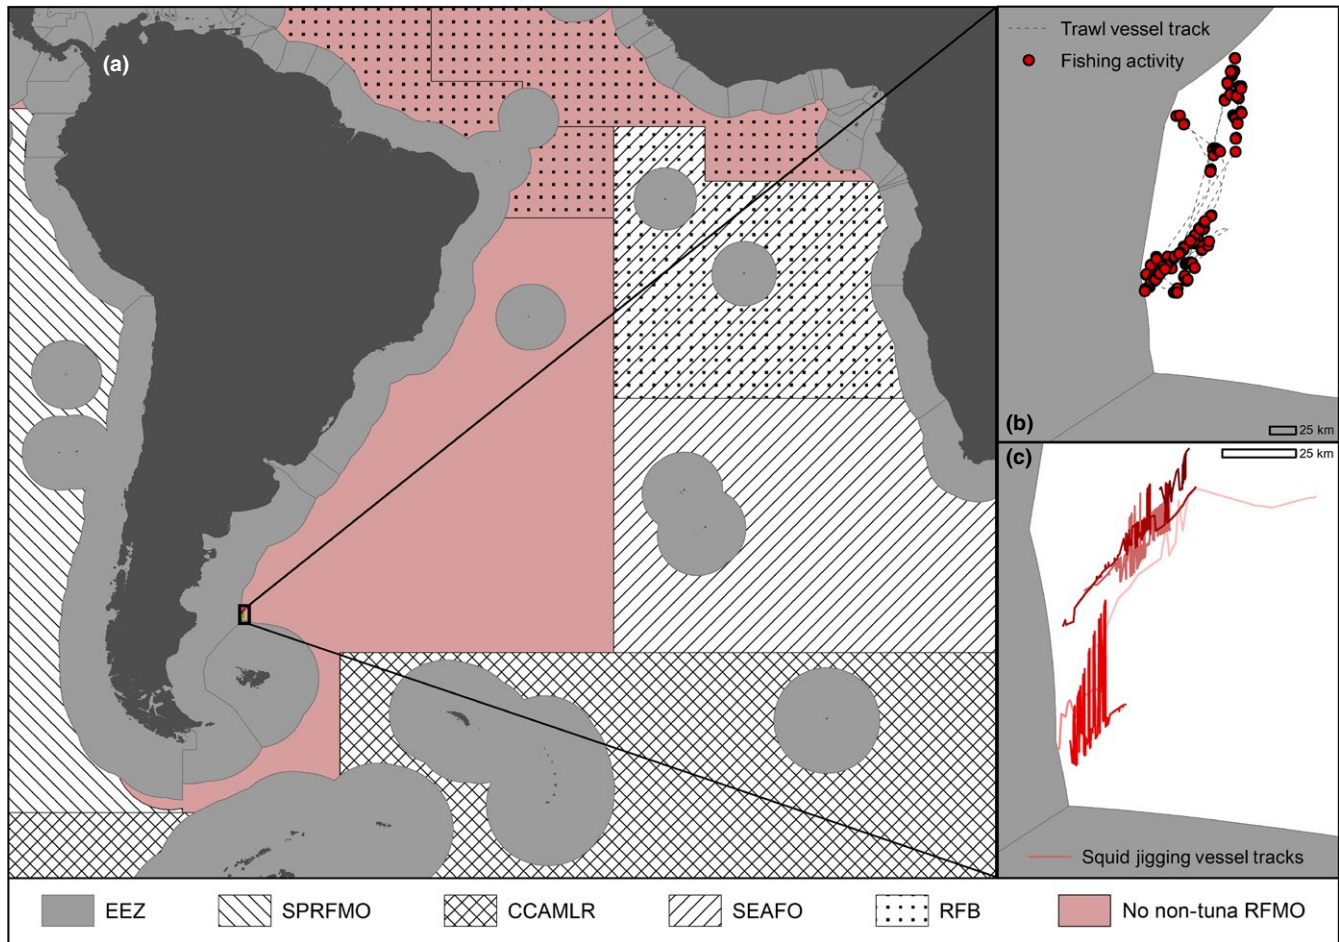 (a)
Trawl vessel track
Fishing activity
(b)
25 km
(c)
25 km
Squid jigging vessel tracks
EEZ
SPRFMO
CCAMLR
SEAFO
RFB
No non-tuna RFMO